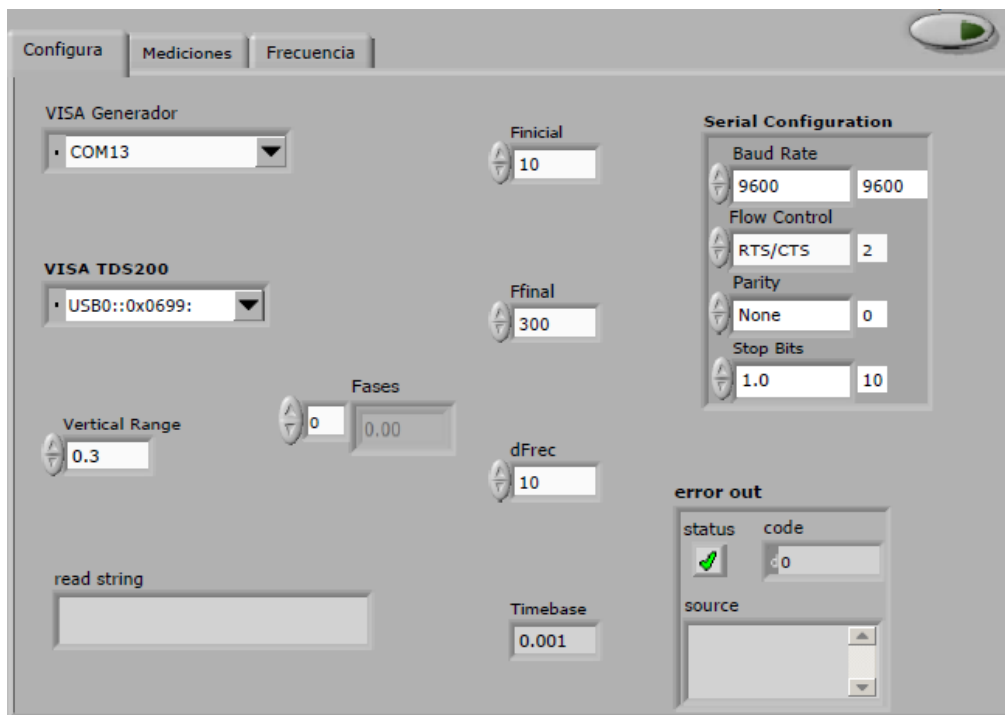 Configura
Mediciones
Frecuencia
VISA Generador
COM13
VISA TDS200
USB0::0x0699:
Vertical Range
0.3
Fases
0
0.00
read string
Finicial
10
Ffinal
300
dFrec
10
Timebase
0.001
Serial Configuration
Baud Rate
9600 9600
Flow Control
RTS/CTS 2
Parity
None 0
Stop Bits
1.0 10
error out
status code
d0
source